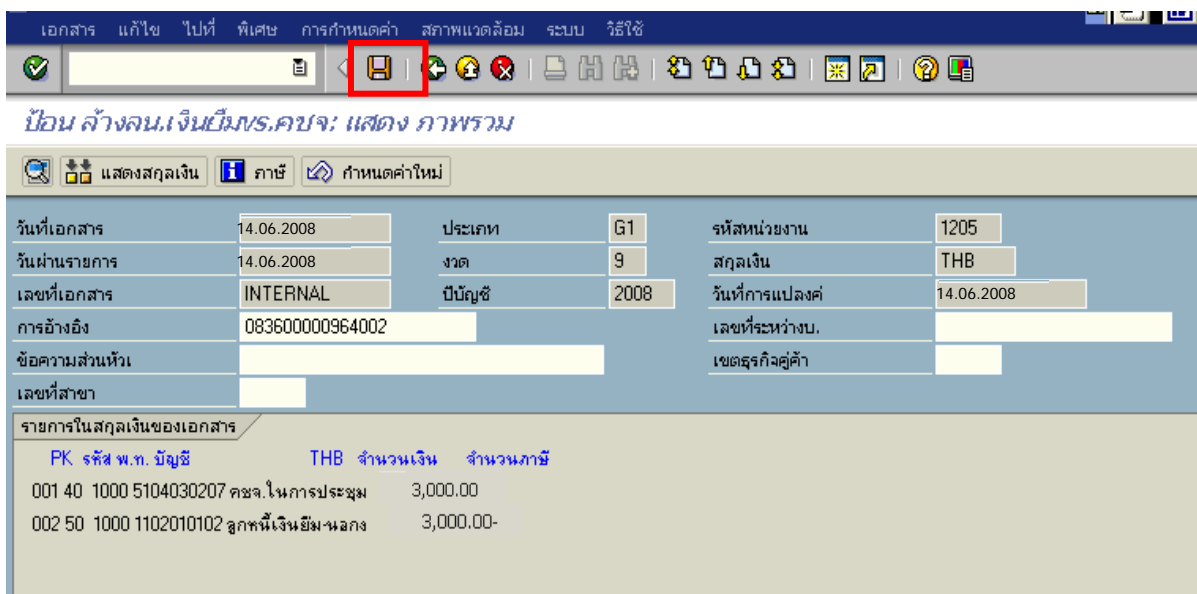 เอกสาร แก้ไข ไปที่ พิเศษ การกำหนดค่า สภาพแวดล้อม ระบบ วิธีใช้
ป้อน ล้างลน.เงินยืมvs.คชจ: แสดง ภาพรวม
แสดงสกุลเงิน ภาษี กำหนดค่าใหม่
วันที่เอกสาร 14.06.2008 ประเภท G1 รหัสหน่วยงาน 1205
วันผ่านรายการ 14.06.2008 งวด 9 สกุลเงิน THB
เลขที่เอกสาร INTERNAL ปีบัญชี 2008 วันที่การแปลงค่ 14.06.2008
การอ้างอิง 083600000964002 เลขที่ระหว่างบ.
ข้อความส่วนหัวเ เขตธุรกิจคู่ค้า
เลขที่สาขา
รายการในสกุลเงินของเอกสาร
PK รหัส พ.ท. บัญชี THB จำนวนเงิน จำนวนภาษี
001 40 1000 5104030207 คชจ.ในการประชุม 3,000.00
002 50 1000 1102010102 ลูกหนี้เงินยืม-นอกง 3,000.00-